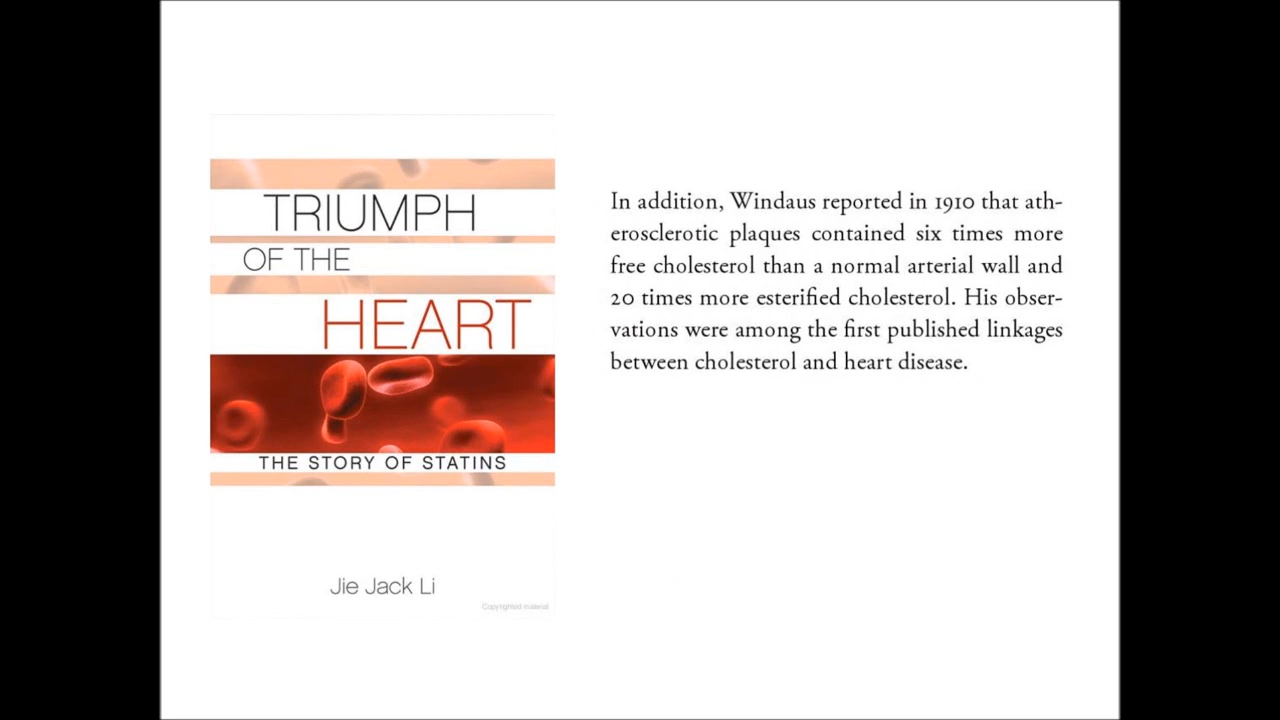 TRIUMPH
OF THE
HEART
THE STORY OF STATINS
Jie Jack Li
Copyrighted material
In addition, Windaus reported in 1910 that ath-
erosclerotic plaques contained six times more
free cholesterol than a normal arterial wall and
20 times more esterified cholesterol. His obser-
vations were among the first published linkages
between cholesterol and heart disease.